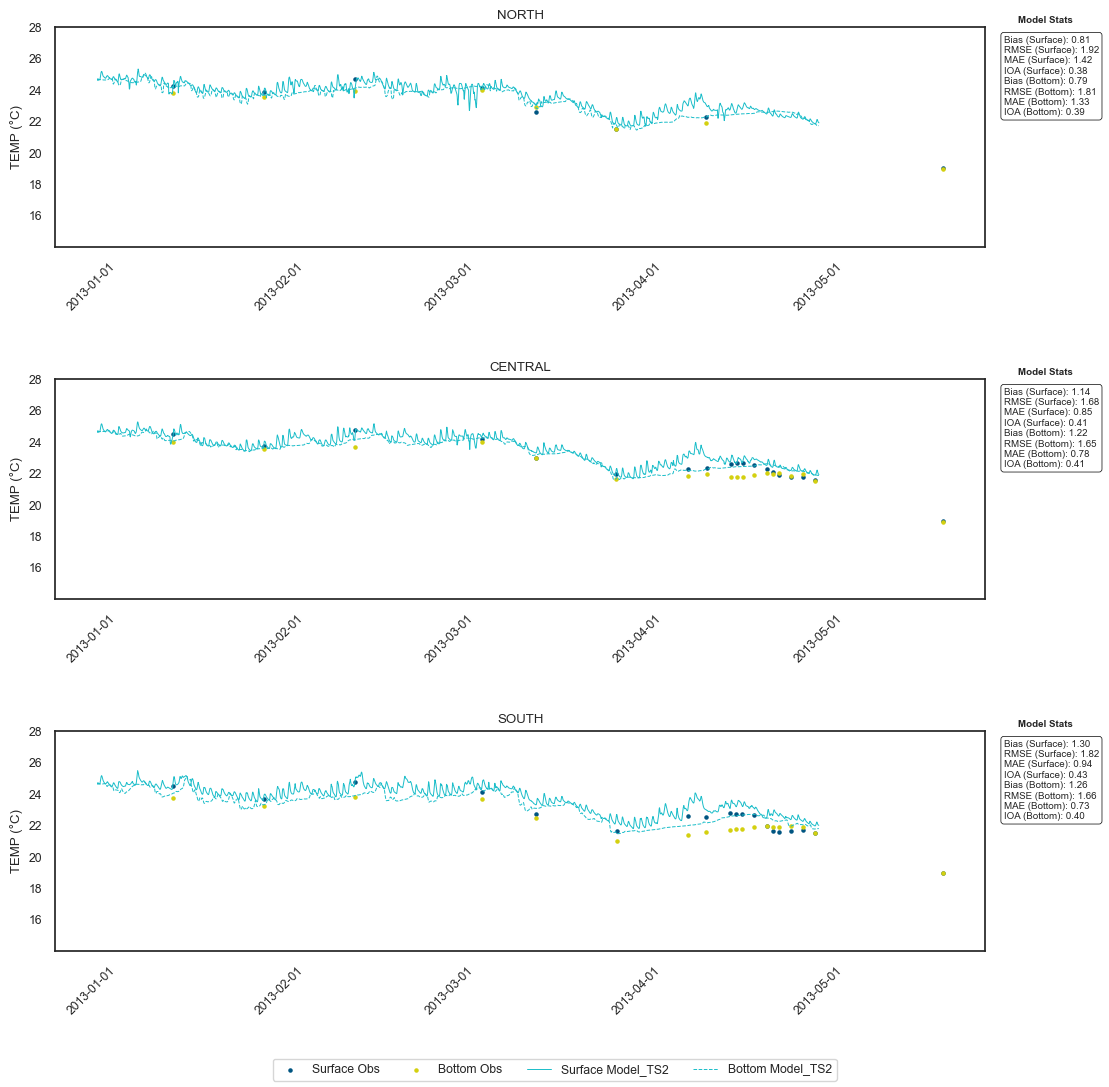 NORTH
Model Stats
Bias (Surface): 0.81
RMSE (Surface): 1.92
MAE (Surface): 1.42
IOA (Surface): 0.38
Bias (Bottom): 0.79
RMSE (Bottom): 1.81
MAE (Bottom): 1.33
IOA (Bottom): 0.39
TEMP (°C)
28
26
24
22
20
18
16
2013-01-01
2013-02-01
2013-03-01
2013-04-01
2013-05-01
CENTRAL
Model Stats
Bias (Surface): 1.14
RMSE (Surface): 1.68
MAE (Surface): 0.85
IOA (Surface): 0.41
Bias (Bottom): 1.22
RMSE (Bottom): 1.65
MAE (Bottom): 0.78
IOA (Bottom): 0.41
TEMP (°C)
28
26
24
22
20
18
16
2013-01-01
2013-02-01
2013-03-01
2013-04-01
2013-05-01
SOUTH
Model Stats
Bias (Surface): 1.30
RMSE (Surface): 1.82
MAE (Surface): 0.94
IOA (Surface): 0.43
Bias (Bottom): 1.26
RMSE (Bottom): 1.66
MAE (Bottom): 0.73
IOA (Bottom): 0.40
TEMP (°C)
28
26
24
22
20
18
16
2013-01-01
2013-02-01
2013-03-01
2013-04-01
2013-05-01
Surface Obs Bottom Obs Surface Model_TS2 Bottom Model_TS2